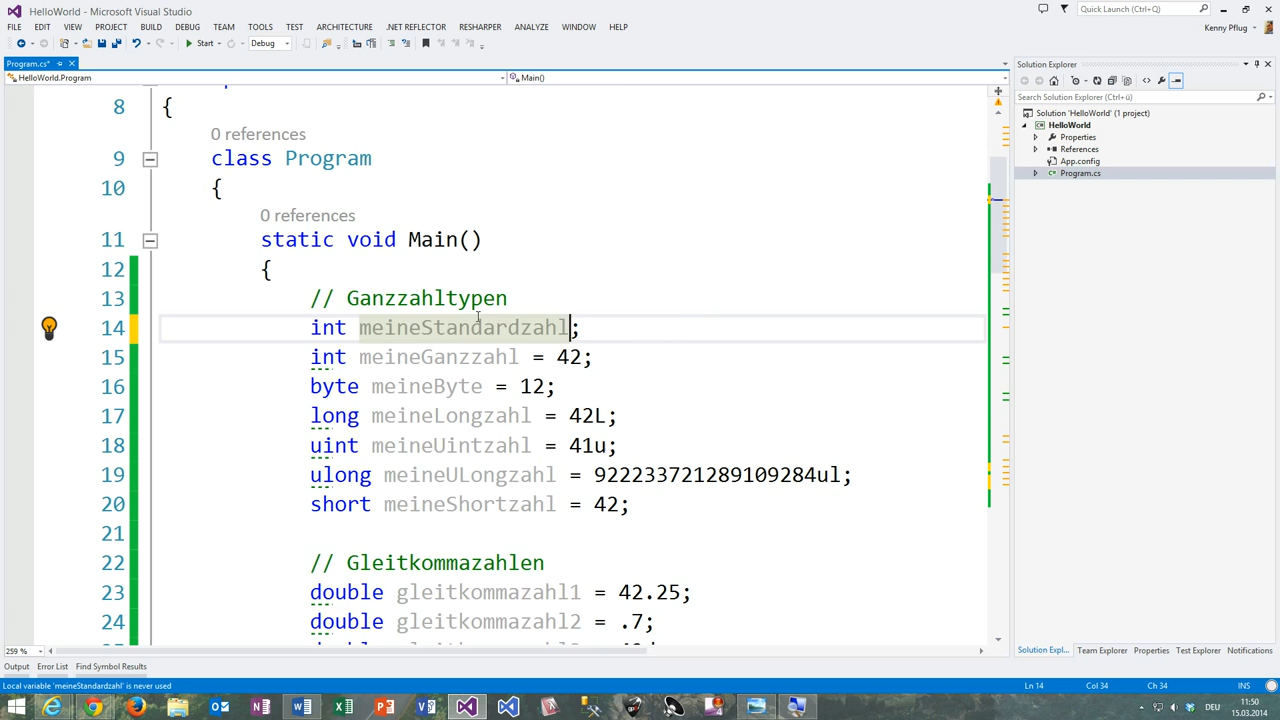 HelloWorld - Microsoft Visual Studio
Quick Launch (Ctrl+Q)
FILE EDIT VIEW PROJECT BUILD DEBUG TEAM TOOLS TEST ARCHITECTURE .NET REFLECTOR RESHARPER ANALYZE WINDOW HELP
Kenny Pflug
Start Debug
Program.cs*
HelloWorld.Program Main()
8 {
0 references
9 class Program
10 {
0 references
11 static void Main()
12 {
13 // Ganzzahltypen
14 int meineStandardzahl;
15 int meineGanzzahl = 42;
16 byte meineByte = 12;
17 long meineLongzahl = 42L;
18 uint meineUintzahl = 41u;
19 ulong meineULongzahl = 922233721289109284ul;
20 short meineShortzahl = 42;
21
22 // Gleitkommazahlen
23 double gleitkommazahl1 = 42.25;
24 double gleitkommazahl2 = .7;
259 %
Solution Explorer
Search Solution Explorer (Ctrl+ü)
Solution 'HelloWorld' (1 project)
HelloWorld
Properties
References
App.config
Program.cs
Solution Expl... Team Explorer Properties Test Explorer Notifications
Output Error List Find Symbol Results
Local variable 'meineStandardzahl' is never used
Ln 14 Col 34 Ch 34 INS
DEU
11:50
15.03.2014